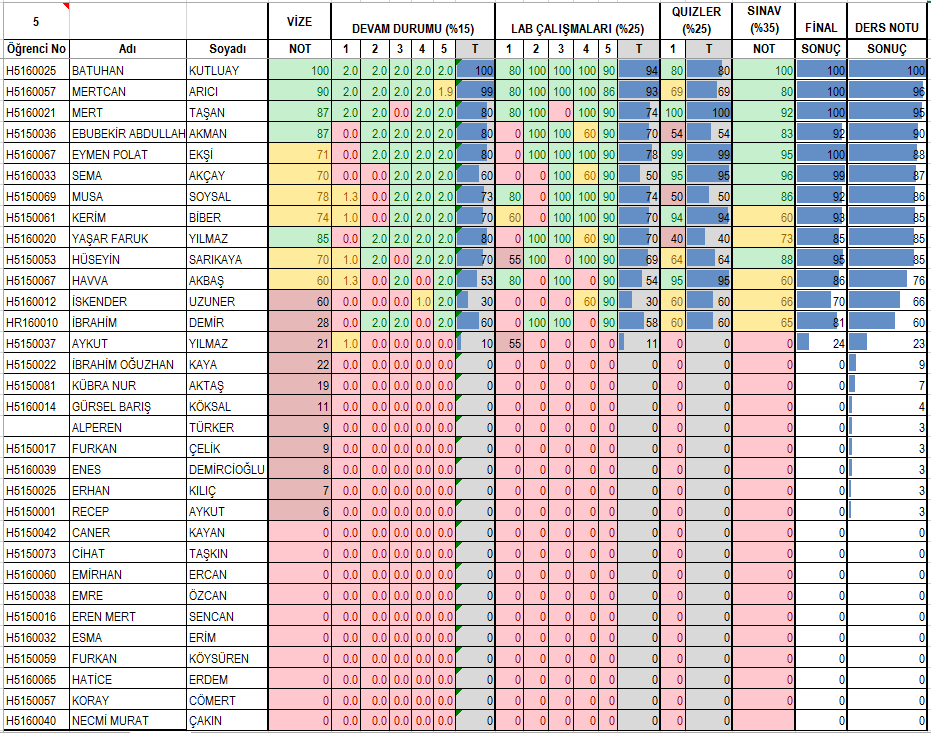 5 VİZE DEVAM DURUMU (%15) LAB ÇALIŞMALARI (%25) QUIZLER (%25) SINAV (%35) FİNAL DERS NOTU
Öğrenci No Adı Soyadı NOT 1 2 3 4 5 T 1 2 3 4 5 T 1 T NOT SONUÇ SONUÇ
H5160025 BATUHAN KUTLUAY 100 2.0 2.0 2.0 2.0 2.0 100 80 100 100 100 90 94 80 80 100 100 100
H5160057 MERTCAN ARICI 90 2.0 2.0 2.0 2.0 1.9 99 80 100 100 100 86 93 69 69 80 100 96
H5160021 MERT TAŞAN 87 2.0 2.0 0.0 2.0 2.0 80 80 100 0 100 90 74 100 100 92 100 95
H5150036 EBUBEKİR ABDULLAH AKMAN 87 0.0 2.0 2.0 2.0 2.0 80 0 100 100 60 90 70 54 54 83 92 90
H5160067 EYMEN POLAT EKŞİ 71 0.0 2.0 2.0 2.0 2.0 80 0 100 100 100 90 78 99 99 95 100 88
H5160033 SEMA AKÇAY 70 0.0 0.0 2.0 2.0 2.0 60 0 0 100 60 90 50 95 95 96 99 87
H5150069 MUSA SOYSAL 78 1.3 0.0 2.0 2.0 2.0 73 80 0 100 100 90 74 50 50 86 92 86
H5150061 KERİM BİBER 74 1.0 0.0 2.0 2.0 2.0 70 60 0 100 100 90 70 94 94 60 93 85
H5160020 YAŞAR FARUK YILMAZ 85 0.0 2.0 2.0 2.0 2.0 80 0 100 100 60 90 70 40 40 73 85 85
H5150053 HÜSEYİN SARIKAYA 70 1.0 2.0 0.0 2.0 2.0 70 55 100 0 100 90 69 64 64 88 95 85
H5150067 HAVVA AKBAŞ 60 1.3 0.0 2.0 0.0 2.0 53 80 0 100 0 90 54 95 95 60 86 76
H5160012 İSKENDER UZUNER 60 0.0 0.0 0.0 1.0 2.0 30 0 0 0 60 90 30 60 60 66 70 66
HR160010 İBRAHİM DEMİR 28 0.0 2.0 2.0 0.0 2.0 60 0 100 100 0 90 58 60 60 65 81 60
H5150037 AYKUT YILMAZ 21 1.0 0.0 0.0 0.0 0.0 10 55 0 0 0 0 11 0 0 0 24 23
H5150022 İBRAHİM OĞUZHAN KAYA 22 0.0 0.0 0.0 0.0 0.0 0 0 0 0 0 0 0 0 0 0 0 9
H5150081 KÜBRA NUR AKTAŞ 19 0.0 0.0 0.0 0.0 0.0 0 0 0 0 0 0 0 0 0 0 0 7
H5160014 GÜRSEL BARIŞ KÖKSAL 11 0.0 0.0 0.0 0.0 0.0 0 0 0 0 0 0 0 0 0 0 0 4
ALPEREN TÜRKER 9 0.0 0.0 0.0 0.0 0.0 0 0 0 0 0 0 0 0 0 0 0 3
H5150017 FURKAN ÇELİK 9 0.0 0.0 0.0 0.0 0.0 0 0 0 0 0 0 0 0 0 0 0 3
H5160039 ENES DEMİRCİOĞLU 8 0.0 0.0 0.0 0.0 0.0 0 0 0 0 0 0 0 0 0 0 0 3
H5150025 ERHAN KILIÇ 7 0.0 0.0 0.0 0.0 0.0 0 0 0 0 0 0 0 0 0 0 0 3
H5150001 RECEP AYKUT 6 0.0 0.0 0.0 0.0 0.0 0 0 0 0 0 0 0 0 0 0 0 3
H5150042 CANER KAYAN 0 0.0 0.0 0.0 0.0 0.0 0 0 0 0 0 0 0 0 0 0 0 0
H5150073 CİHAT TAŞKIN 0 0.0 0.0 0.0 0.0 0.0 0 0 0 0 0 0 0 0 0 0 0 0
H5160060 EMİRHAN ERCAN 0 0.0 0.0 0.0 0.0 0.0 0 0 0 0 0 0 0 0 0 0 0 0
H5150038 EMRE ÖZCAN 0 0.0 0.0 0.0 0.0 0.0 0 0 0 0 0 0 0 0 0 0 0 0
H5150016 EREN MERT SENCAN 0 0.0 0.0 0.0 0.0 0.0 0 0 0 0 0 0 0 0 0 0 0 0
H5160032 ESMA ERİM 0 0.0 0.0 0.0 0.0 0.0 0 0 0 0 0 0 0 0 0 0 0 0
H5150059 FURKAN KÖYSÜREN 0 0.0 0.0 0.0 0.0 0.0 0 0 0 0 0 0 0 0 0 0 0 0
H5160065 HATİCE ERDEM 0 0.0 0.0 0.0 0.0 0.0 0 0 0 0 0 0 0 0 0 0 0 0
H5150057 KORAY CÖMERT 0 0.0 0.0 0.0 0.0 0.0 0 0 0 0 0 0 0 0 0 0 0 0
H5160040 NECMİ MURAT ÇAKIN 0 0.0 0.0 0.0 0.0 0.0 0 0 0 0 0 0 0 0 0 0 0